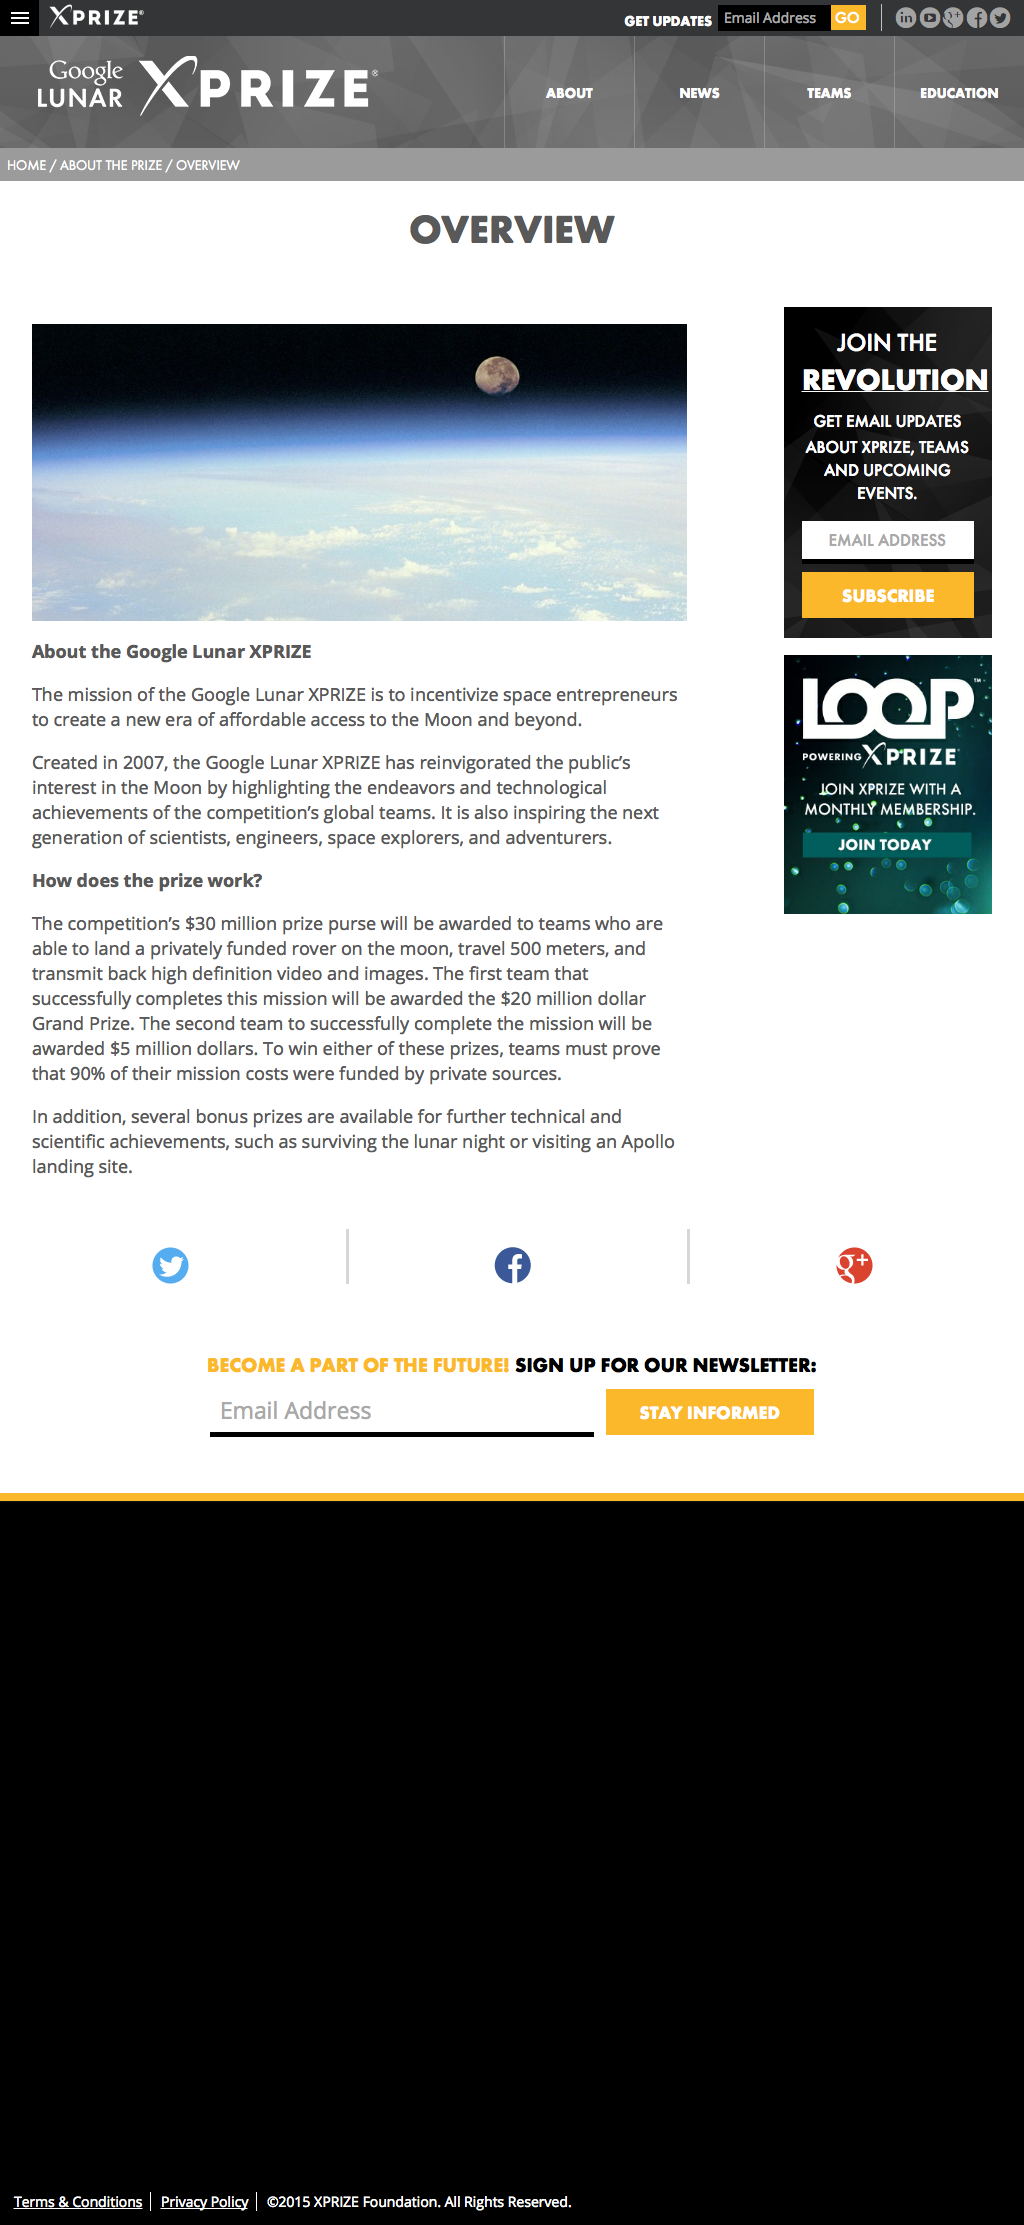 XPRIZE®
GET UPDATES Email Address GO
Google
LUNAR XPRIZE®
ABOUT NEWS TEAMS EDUCATION
HOME / ABOUT THE PRIZE / OVERVIEW
OVERVIEW
About the Google Lunar XPRIZE
The mission of the Google Lunar XPRIZE is to incentivize space entrepreneurs
to create a new era of affordable access to the Moon and beyond.
Created in 2007, the Google Lunar XPRIZE has reinvigorated the public’s
interest in the Moon by highlighting the endeavors and technological
achievements of the competition’s global teams. It is also inspiring the next
generation of scientists, engineers, space explorers, and adventurers.
How does the prize work?
The competition’s $30 million prize purse will be awarded to teams who are
able to land a privately funded rover on the moon, travel 500 meters, and
transmit back high definition video and images. The first team that
successfully completes this mission will be awarded the $20 million dollar
Grand Prize. The second team to successfully complete the mission will be
awarded $5 million dollars. To win either of these prizes, teams must prove
that 90% of their mission costs were funded by private sources.
In addition, several bonus prizes are available for further technical and
scientific achievements, such as surviving the lunar night or visiting an Apollo
landing site.
JOIN THE
REVOLUTION
GET EMAIL UPDATES
ABOUT XPRIZE, TEAMS
AND UPCOMING
EVENTS.
EMAIL ADDRESS
SUBSCRIBE
LOOP™
POWERING XPRIZE
JOIN XPRIZE WITH A
MONTHLY MEMBERSHIP.
JOIN TODAY
BECOME A PART OF THE FUTURE! SIGN UP FOR OUR NEWSLETTER:
Email Address STAY INFORMED
Terms & Conditions Privacy Policy ©2015 XPRIZE Foundation. All Rights Reserved.